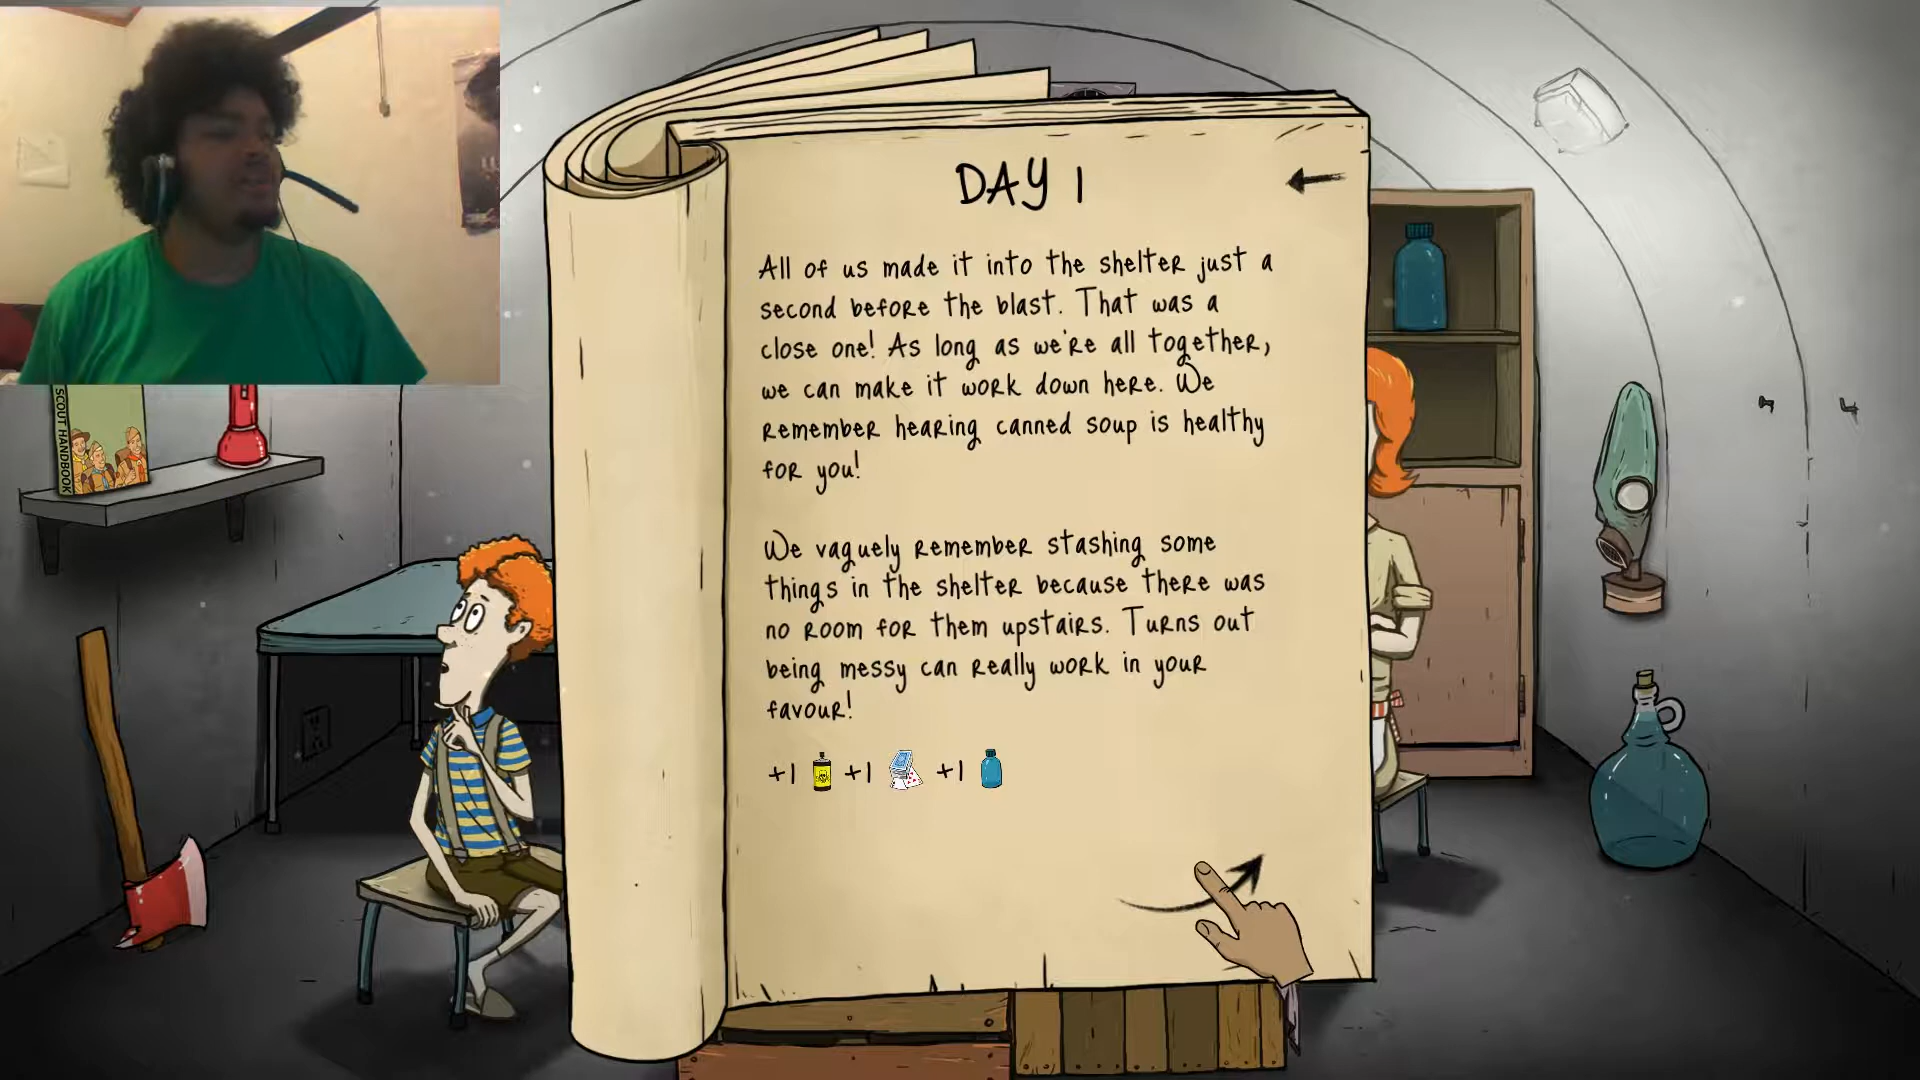 SCOUT HANDBOOK
DAY 1
All of us made it into the shelter just a
second before the blast. That was a
close one! As long as we're all together,
we can make it work down here. We
remember hearing canned soup is healthy
for you!
We vaguely remember stashing some
things in the shelter because there was
no room for them upstairs. Turns out
being messy can really work in your
favour!
+1 +1 +1